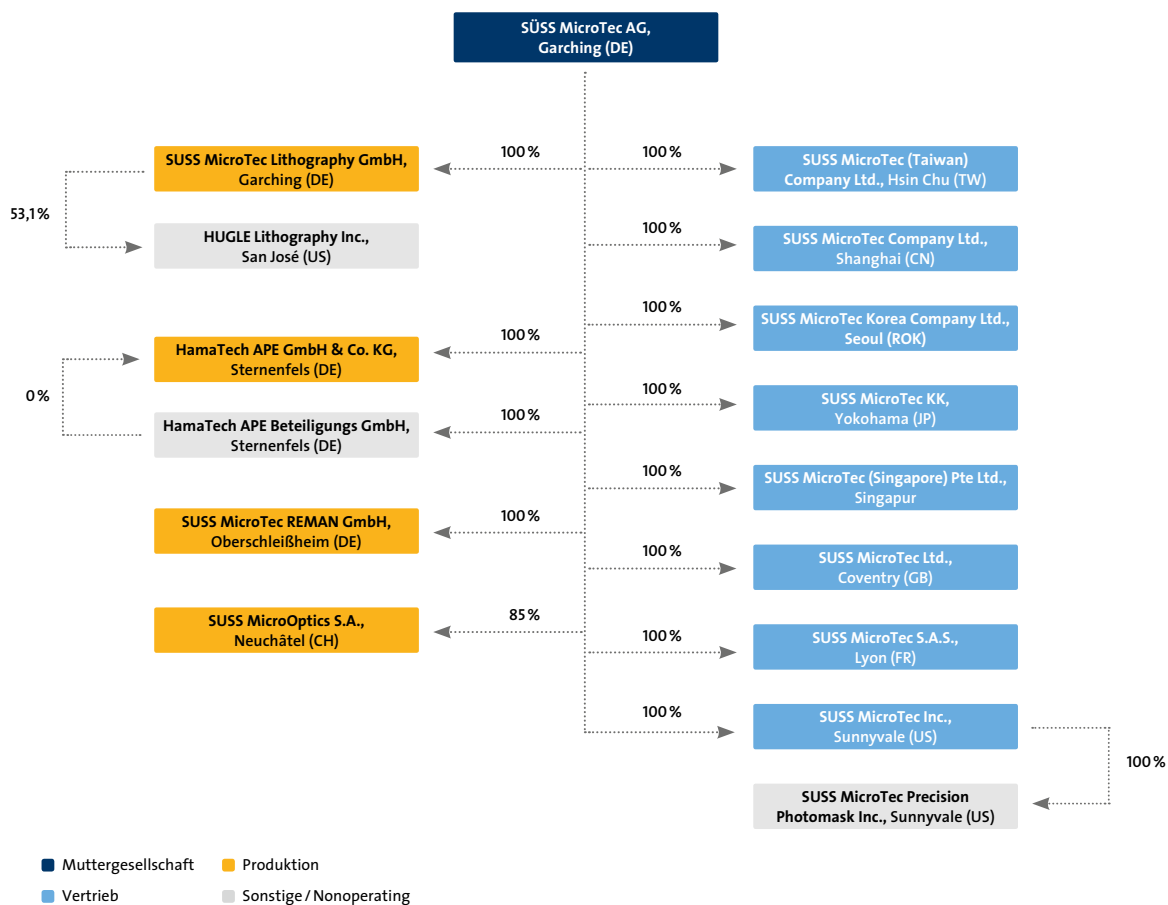 SÜSS MicroTec AG,
Garching (DE)
100 %
100 %
SUSS MicroTec Lithography GmbH,
Garching (DE)
SUSS MicroTec (Taiwan)
Company Ltd., Hsin Chu (TW)
53,1 %
HUGLE Lithography Inc.,
San José (US)
100 %
SUSS MicroTec Company Ltd.,
Shanghai (CN)
100 %
SUSS MicroTec Korea Company Ltd.,
Seoul (ROK)
100 %
HamaTech APE GmbH & Co. KG,
Sternenfels (DE)
0 %
100 %
SUSS MicroTec KK,
Yokohama (JP)
100 %
HamaTech APE Beteiligungs GmbH,
Sternenfels (DE)
100 %
SUSS MicroTec (Singapore) Pte Ltd.,
Singapur
100 %
SUSS MicroTec REMAN GmbH,
Oberschleißheim (DE)
100 %
SUSS MicroTec Ltd.,
Coventry (GB)
85 %
SUSS MicroOptics S.A.,
Neuchâtel (CH)
100 %
SUSS MicroTec S.A.S.,
Lyon (FR)
100 %
SUSS MicroTec Inc.,
Sunnyvale (US)
100 %
SUSS MicroTec Precision
Photomask Inc., Sunnyvale (US)
Muttergesellschaft
Produktion
Vertrieb
Sonstige / Nonoperating